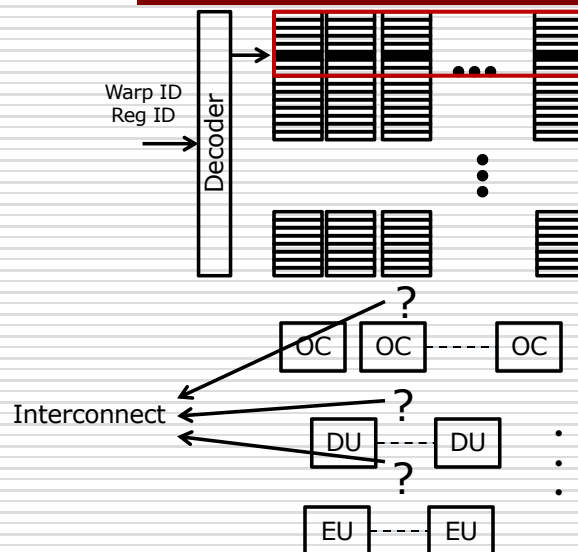 Warp ID
Reg ID
Decoder
?
OC OC OC
Interconnect
?
DU DU
?
EU EU